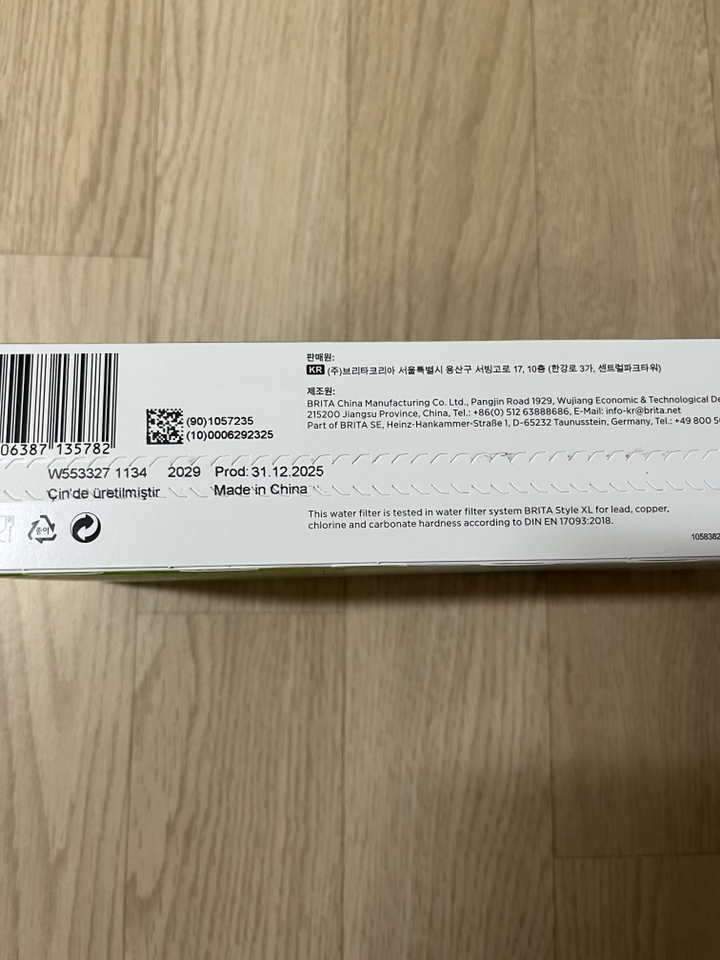 판매원:
KR (주)브리타코리아 서울특별시 용산구 서빙고로 17, 10층 (한강로 3가, 센트럴파크타워)
제조원:
BRITA China Manufacturing Co. Ltd., Pangjin Road 1929, Wujiang Economic & Technological De
215200 Jiangsu Province, China, Tel.: +86(0) 512 63888686, E-Mail: info-kr@brita.net
Part of BRITA SE, Heinz-Hankammer-Straße 1, D-65232 Taunusstein, Germany, Tel.: +49 800 50
06387 135782
(90)1057235
(10)0006292325
W553327 1134 2029 Prod: 31.12.2025
Çin'de üretilmiştir Made in China
종이
This water filter is tested in water filter system BRITA Style XL for lead, copper,
chlorine and carbonate hardness according to DIN EN 17093:2018.
1058382